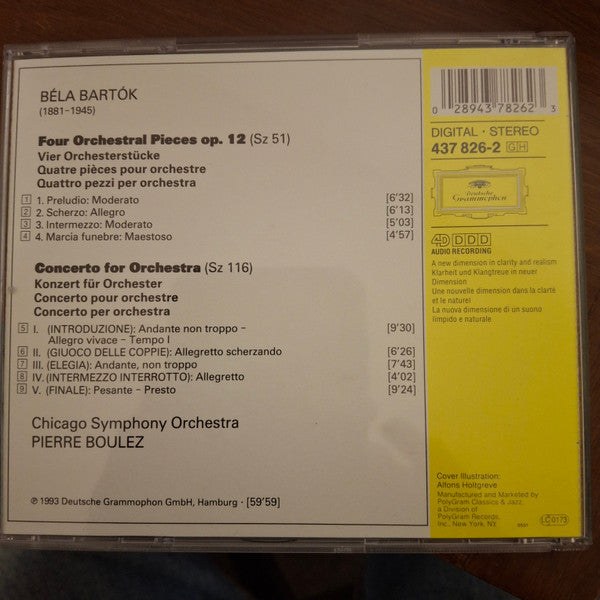 BÉLA BARTÓK
(1881-1945)
Four Orchestral Pieces op. 12 (Sz 51)
Vier Orchesterstücke
Quatre pièces pour orchestre
Quattro pezzi per orchestra
1 1. Preludio: Moderato [6'32]
2 2. Scherzo: Allegro [6'13]
3 3. Intermezzo: Moderato [5'03]
4 4. Marcia funebre: Maestoso [4'57]
Concerto for Orchestra (Sz 116)
Konzert für Orchester
Concerto pour orchestre
Concerto per orchestra
5 I. (INTRODUZIONE): Andante non troppo – [9'30]
Allegro vivace – Tempo I
6 II. (GIUOCO DELLE COPPIE): Allegretto scherzando [6'26]
7 III. (ELEGIA): Andante, non troppo [7'43]
8 IV. (INTERMEZZO INTERROTTO): Allegretto [4'02]
9 V. (FINALE): Pesante – Presto [9'24]
Chicago Symphony Orchestra
PIERRE BOULEZ
℗ 1993 Deutsche Grammophon GmbH, Hamburg · [59'59]
0 28943 78262 3
DIGITAL · STEREO
437 826-2 GH
Deutsche
Grammophon
4D DDD
AUDIO RECORDING
A new dimension in clarity and realism
Klarheit und Klangtreue in neuer
Dimension
Une nouvelle dimension dans la clarté
et le naturel
La nuova dimensione di un suono
limpido e naturale
Cover Illustration:
Alfons Holtgreve
Manufactured and Marketed by
PolyGram Classics & Jazz,
a Division of
PolyGram Records,
Inc., New York, NY.
LC 0173